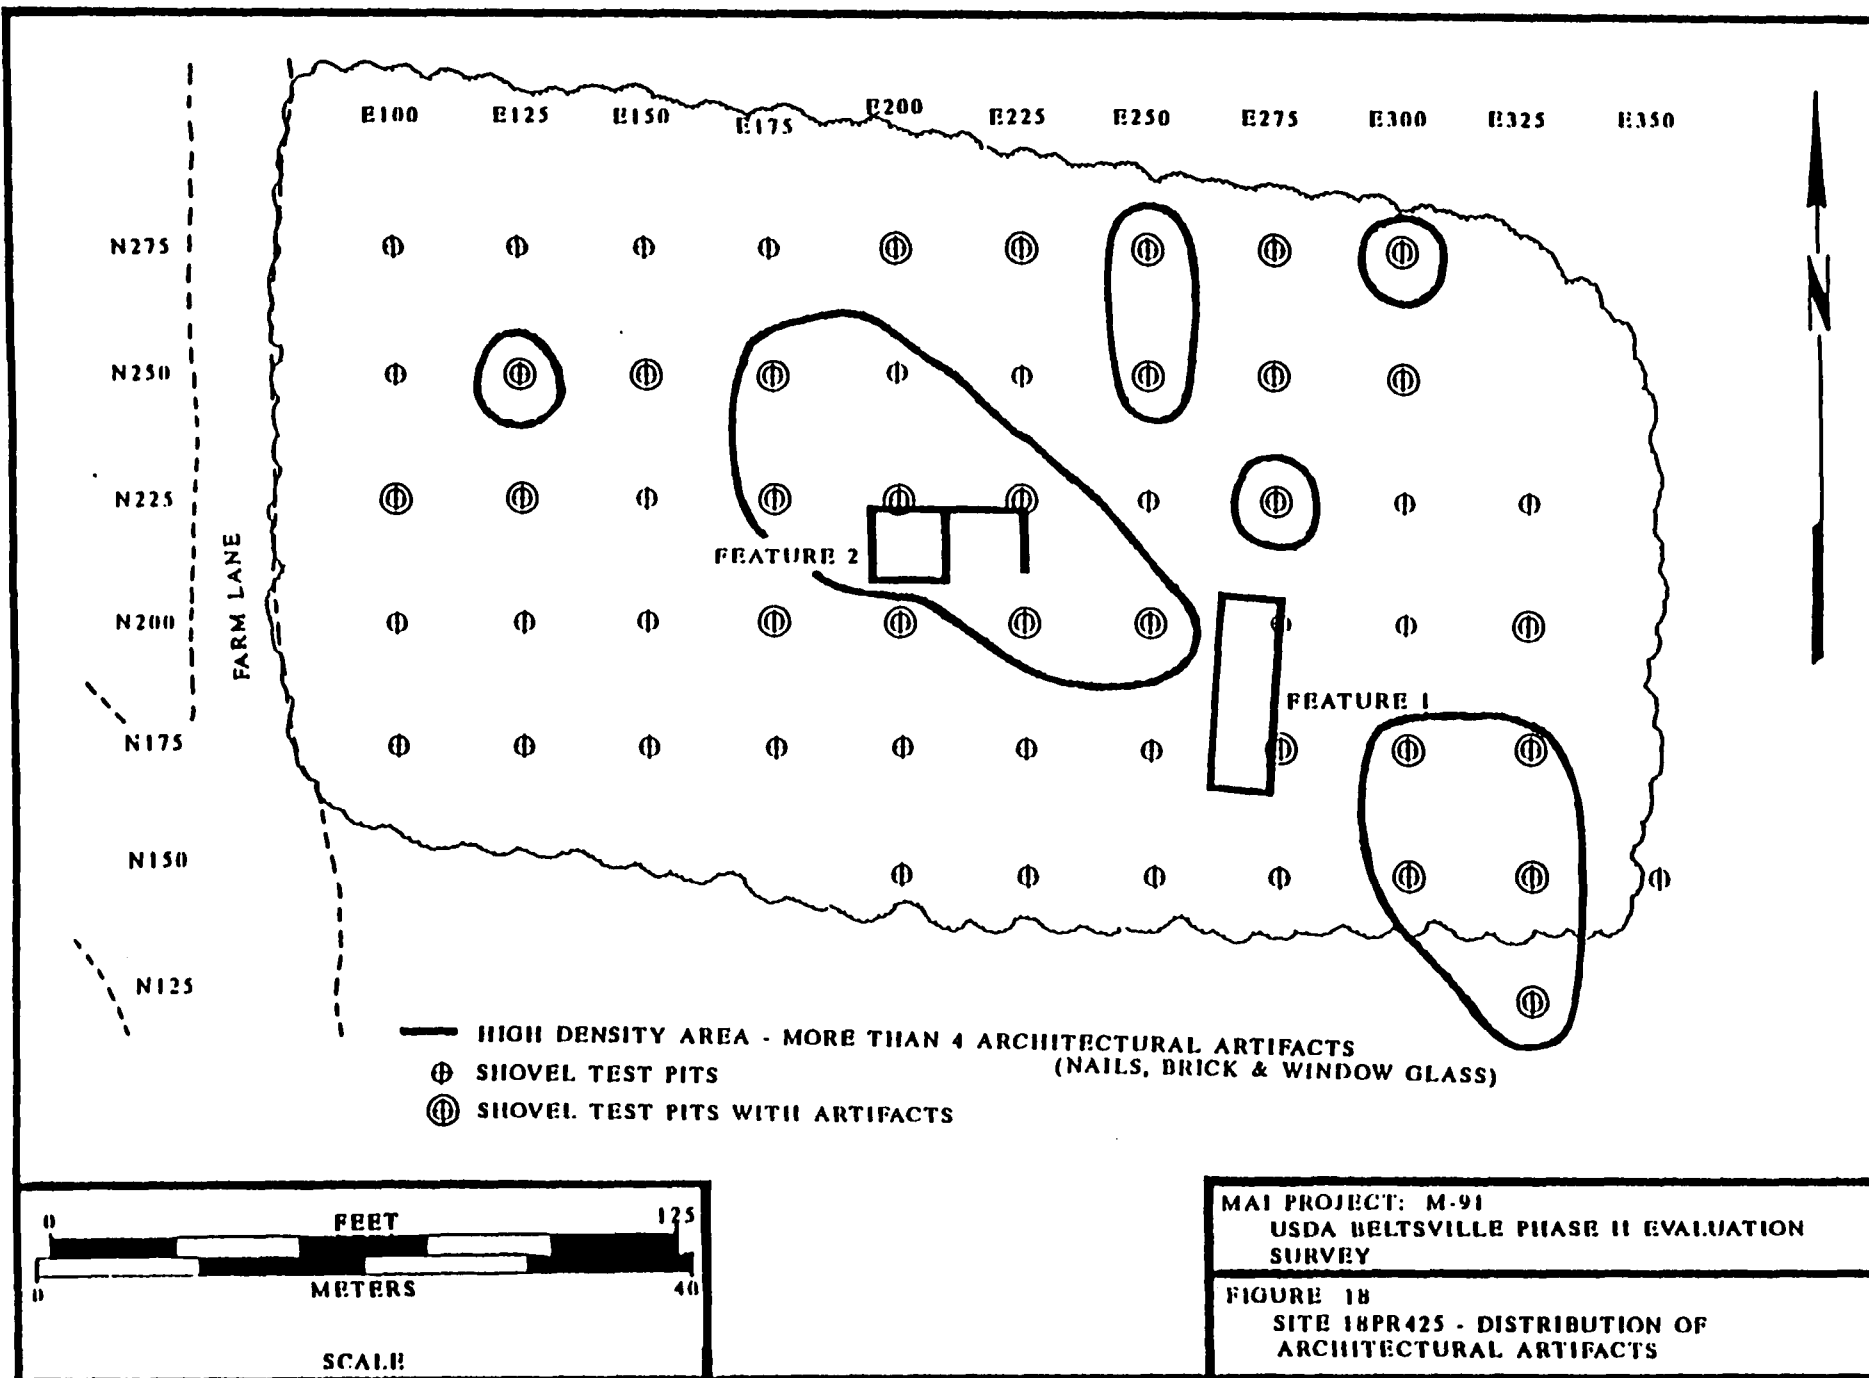 E100 E125 E150 E175 E200 E225 E250 E275 E300 E325 E350
N275
N250
N225
FEATURE 2
FARM LANE
N200
FEATURE 1
N175
N150
N125
HIGH DENSITY AREA - MORE THAN 4 ARCHITECTURAL ARTIFACTS
(NAILS, BRICK & WINDOW GLASS)
SHOVEL TEST PITS
SHOVEL TEST PITS WITH ARTIFACTS
N
0 FEET 125
0 METERS 40
SCALE
MAI PROJECT: M-91
USDA BELTSVILLE PHASE II EVALUATION
SURVEY
FIGURE 18
SITE 18PR425 - DISTRIBUTION OF
ARCHITECTURAL ARTIFACTS